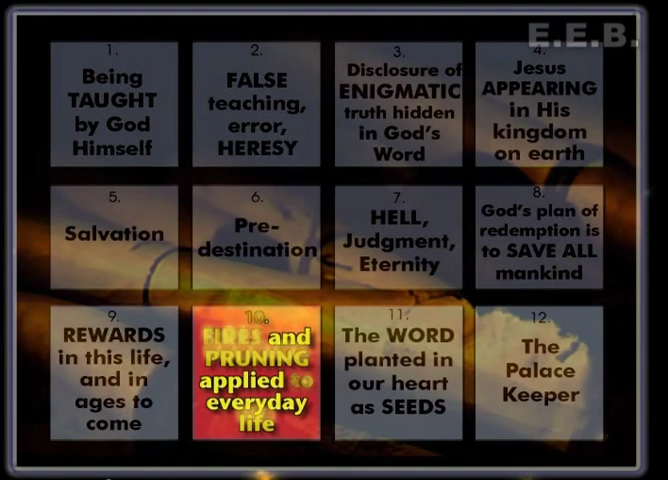 E.E.B.
1.
Being
TAUGHT
by God
Himself
2.
FALSE
teaching,
error,
HERESY
3.
Disclosure of
ENIGMATIC
truth hidden
in God's
Word
4.
Jesus
APPEARING
in His
kingdom
on earth
5.
Salvation
6.
Pre-
destination
7.
HELL,
Judgment,
Eternity
8.
God's plan of
redemption is
to SAVE ALL
mankind
9.
REWARDS
in this life,
and in
ages to
come
10.
FIRES and
PRUNING
applied to
everyday
life
11.
The WORD
planted in
our heart
as SEEDS
12.
The
Palace
Keeper